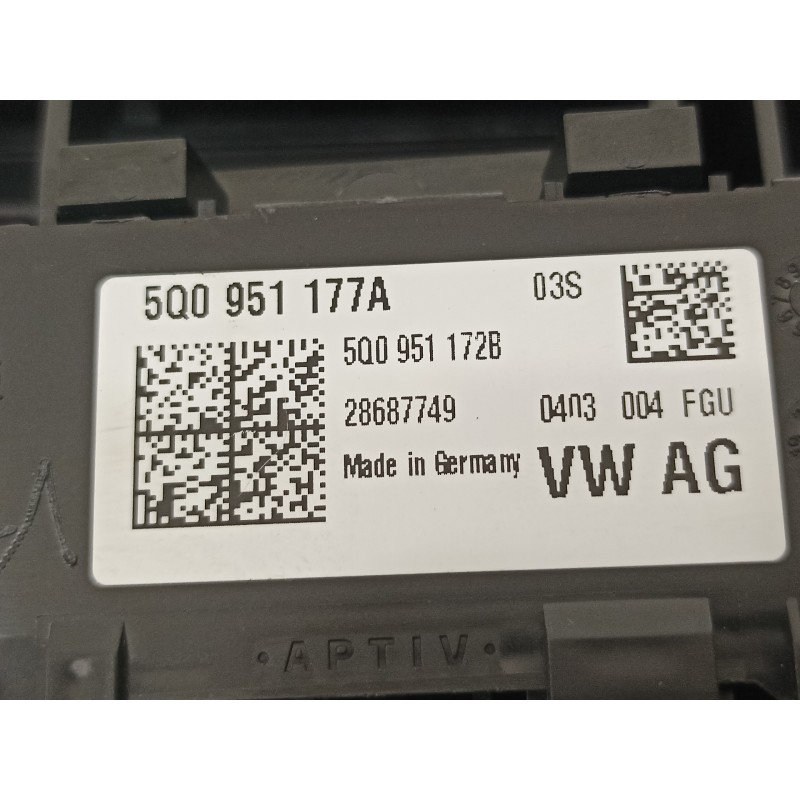 5Q0 951 177A 03S
5Q0 951 172B
28687749 0403 004 FGU
Made in Germany VW AG
· APTIV ·